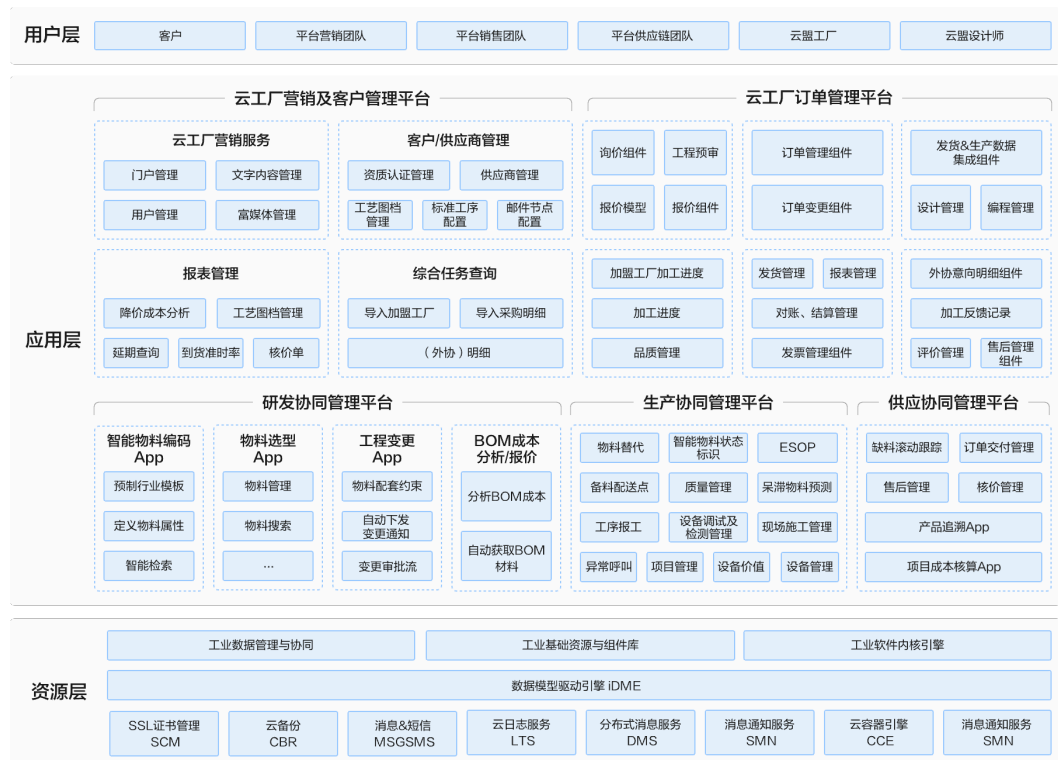 用户层
客户
平台营销团队
平台销售团队
平台供应链团队
云盟工厂
云盟设计师
应用层
云工厂营销及客户管理平台
云工厂营销服务
门户管理
文字内容管理
用户管理
富媒体管理
客户/供应商管理
资质认证管理
供应商管理
工艺图档
管理
标准工序
配置
邮件节点
配置
报表管理
降价成本分析
工艺图档管理
延期查询
到货准时率
核价单
综合任务查询
导入加盟工厂
导入采购明细
（外协）明细
云工厂订单管理平台
询价组件
工程预审
报价模型
报价组件
订单管理组件
订单变更组件
发货&生产数据
集成组件
设计管理
编程管理
加盟工厂加工进度
加工进度
品质管理
发货管理
报表管理
对账、结算管理
发票管理组件
外协意向明细组件
加工反馈记录
评价管理
售后管理
组件
研发协同管理平台
智能物料编码
App
预制行业模板
定义物料属性
智能检索
物料选型
App
物料管理
物料搜索
...
工程变更
App
物料配套约束
自动下发
变更通知
变更审批流
BOM成本
分析/报价
分析BOM成本
自动获取BOM
材料
生产协同管理平台
物料替代
智能物料状态
标识
ESOP
备料配送点
质量管理
呆滞物料预测
工序报工
设备调试及
检测管理
现场施工管理
异常呼叫
项目管理
设备价值
设备管理
供应协同管理平台
缺料滚动跟踪
订单交付管理
售后管理
核价管理
产品追溯App
项目成本核算App
资源层
工业数据管理与协同
工业基础资源与组件库
工业软件内核引擎
数据模型驱动引擎 iDME
SSL证书管理
SCM
云备份
CBR
消息&短信
MSGSMS
云日志服务
LTS
分布式消息服务
DMS
消息通知服务
SMN
云容器引擎
CCE
消息通知服务
SMN